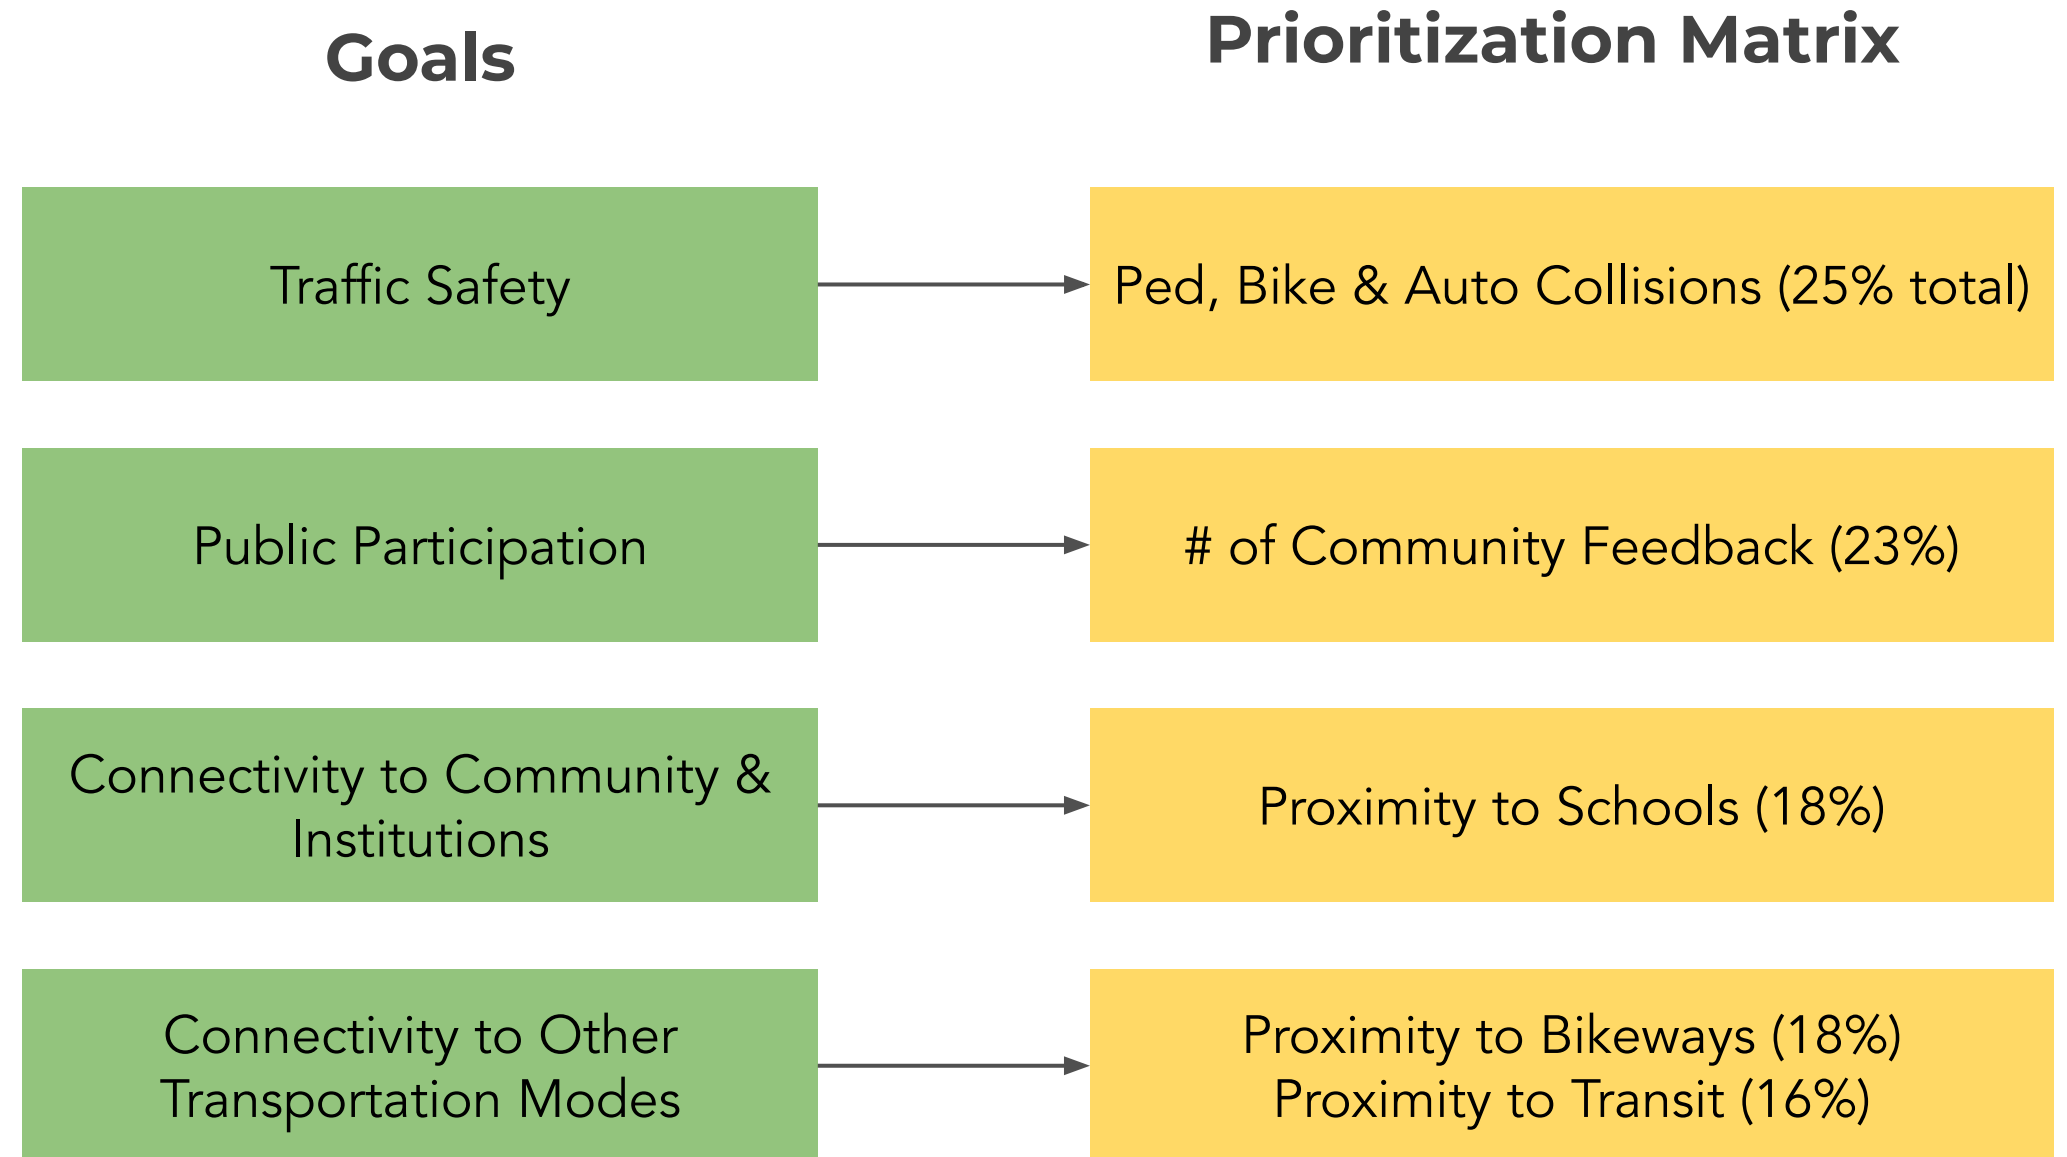 Goals
Prioritization Matrix
Traffic Safety
Ped, Bike & Auto Collisions (25% total)
Public Participation
# of Community Feedback (23%)
Connectivity to Community &
Institutions
Proximity to Schools (18%)
Connectivity to Other
Transportation Modes
Proximity to Bikeways (18%)
Proximity to Transit (16%)